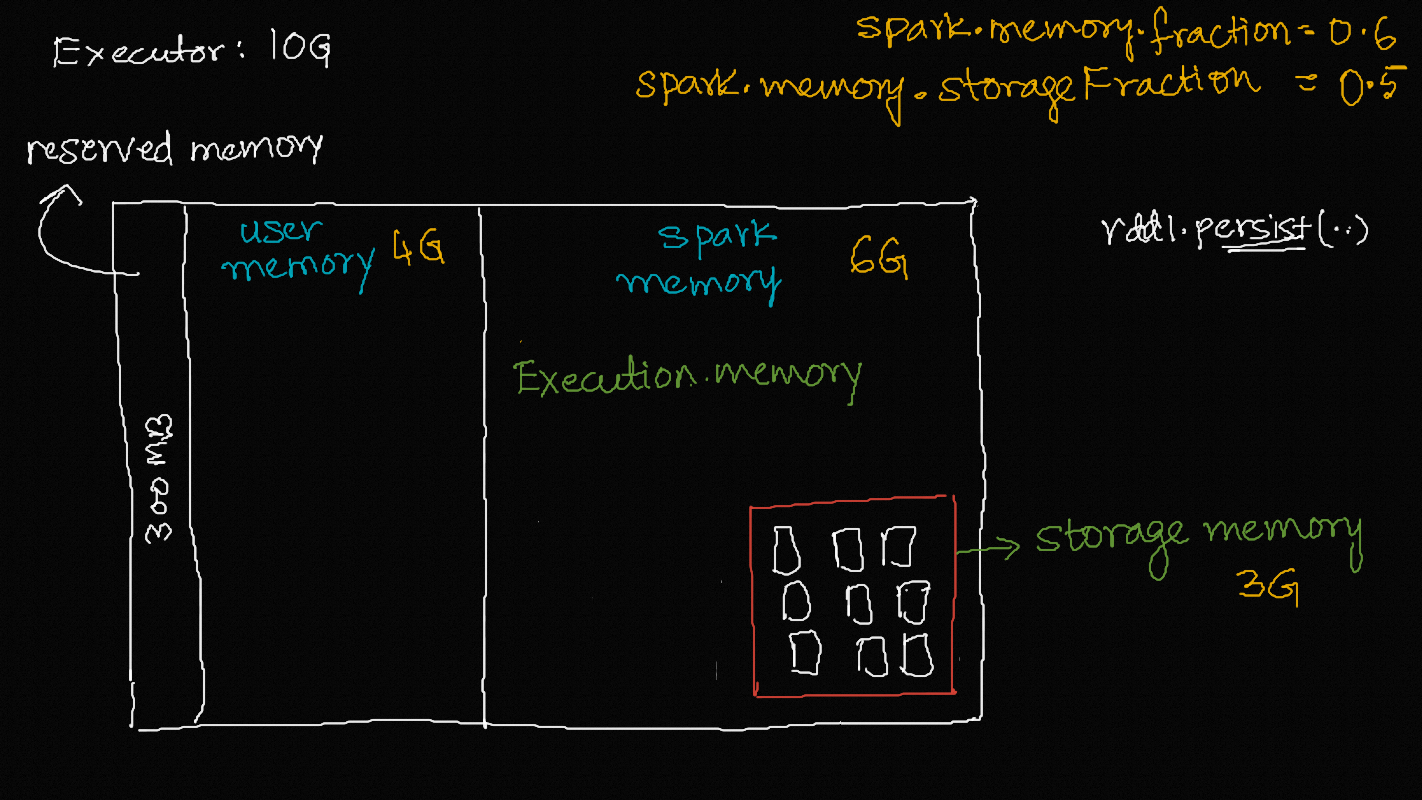 Executor: 10G
spark.memory.fraction = 0.6
spark.memory.storageFraction = 0.5
reserved memory
user
memory 4G
spark
memory 6G
rdd1.persist(..)
Execution.memory
300 MB
storage memory
3G